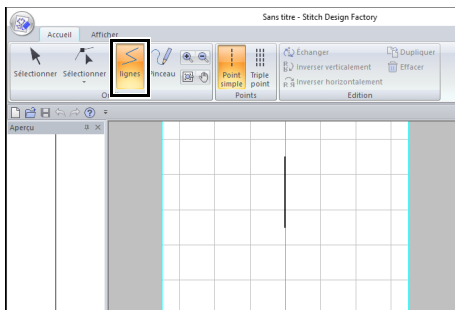 Sans titre - Stitch Design Factory
Accueil Afficher
Sélectionner Sélectionner lignes Pinceau
Point simple Triple point
Échanger
Inverser verticalement
Inverser horizontalement
Dupliquer
Effacer
Points Edition
Aperçu